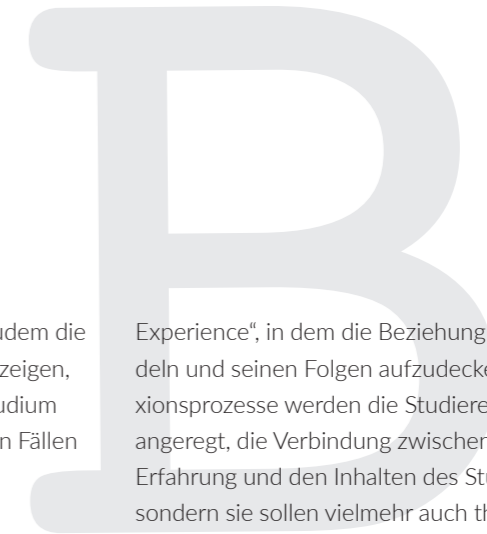 B
udem die
zeigen,
udium
n Fällen
Experience“, in dem die Beziehung
deln und seinen Folgen aufzudecke
xionsprozesse werden die Studiere
angeregt, die Verbindung zwischen
Erfahrung und den Inhalten des Stu
sondern sie sollen vielmehr auch th